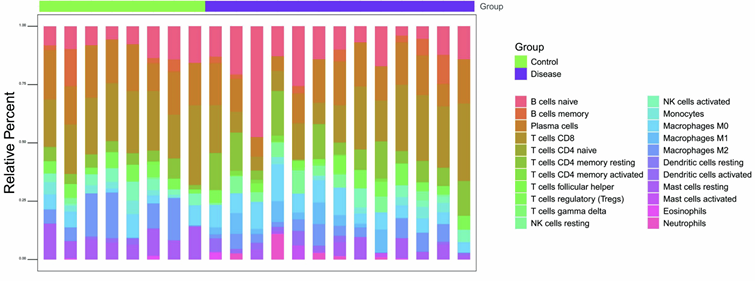 Group
1.00
0.75
0.50
0.25
0.00
Relative Percent
Group
Control
Disease
B cells naive
B cells memory
Plasma cells
T cells CD8
T cells CD4 naive
T cells CD4 memory resting
T cells CD4 memory activated
T cells follicular helper
T cells regulatory (Tregs)
T cells gamma delta
NK cells resting
NK cells activated
Monocytes
Macrophages M0
Macrophages M1
Macrophages M2
Dendritic cells resting
Dendritic cells activated
Mast cells resting
Mast cells activated
Eosinophils
Neutrophils